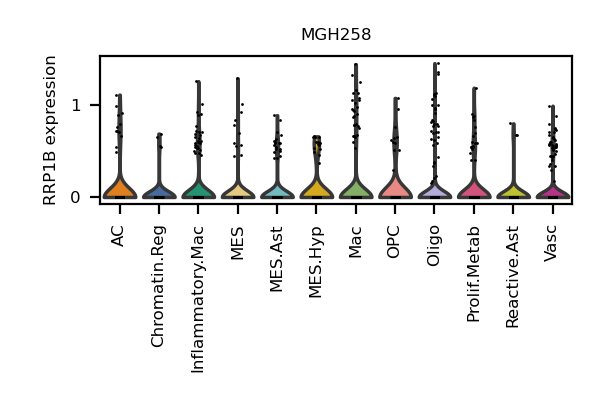 MGH258
RRP1B expression
1
0
AC
Chromatin.Reg
Inflammatory.Mac
MES
MES.Ast
MES.Hyp
Mac
OPC
Oligo
Prolif.Metab
Reactive.Ast
Vasc